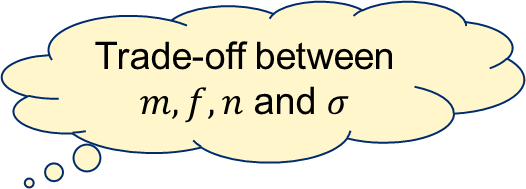 Trade-off between
𝑚, 𝑓, 𝑛 and 𝜎